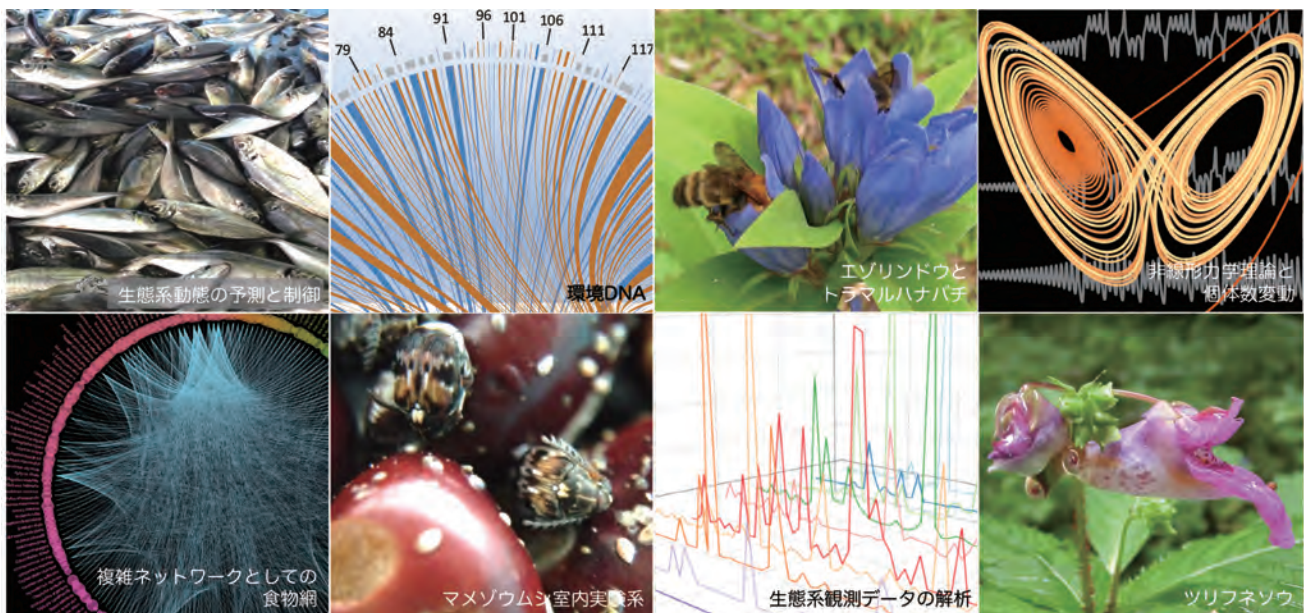 生態系動態の予測と制御
79
84
91
96
101
106
111
117
環境DNA
エゾリンドウと
トラマルハナバチ
非線形力学理論と
個体数変動
複雑ネットワークとしての
食物網
マメゾウムシ室内実験系
生態系観測データの解析
ツリフネソウ